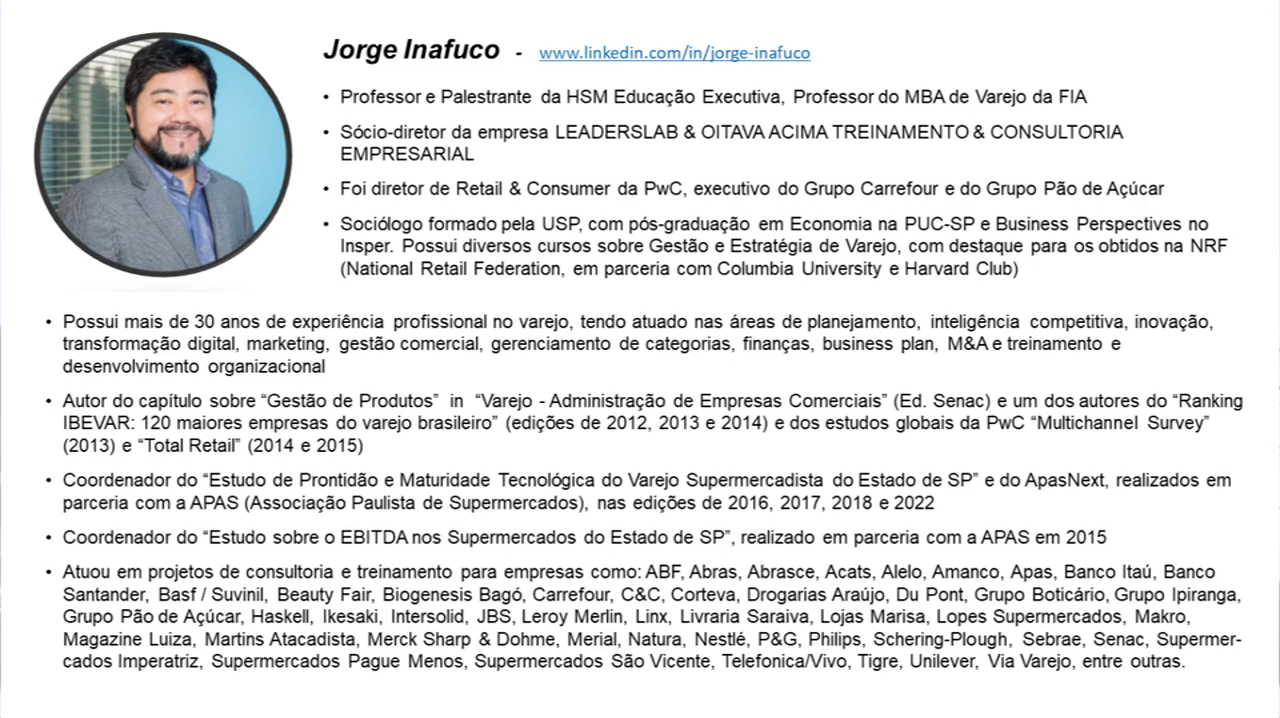 Jorge Inafuco - www.linkedin.com/in/jorge-inafuco
• Professor e Palestrante da HSM Educação Executiva, Professor do MBA de Varejo da FIA
• Sócio-diretor da empresa LEADERSLAB & OITAVA ACIMA TREINAMENTO & CONSULTORIA
EMPRESARIAL
• Foi diretor de Retail & Consumer da PwC, executivo do Grupo Carrefour e do Grupo Pão de Açúcar
• Sociólogo formado pela USP, com pós-graduação em Economia na PUC-SP e Business Perspectives no
Insper. Possui diversos cursos sobre Gestão e Estratégia de Varejo, com destaque para os obtidos na NRF
(National Retail Federation, em parceria com Columbia University e Harvard Club)
• Possui mais de 30 anos de experiência profissional no varejo, tendo atuado nas áreas de planejamento, inteligência competitiva, inovação,
transformação digital, marketing, gestão comercial, gerenciamento de categorias, finanças, business plan, M&A e treinamento e
desenvolvimento organizacional
• Autor do capítulo sobre “Gestão de Produtos” in “Varejo - Administração de Empresas Comerciais” (Ed. Senac) e um dos autores do “Ranking
IBEVAR: 120 maiores empresas do varejo brasileiro” (edições de 2012, 2013 e 2014) e dos estudos globais da PwC “Multichannel Survey”
(2013) e “Total Retail” (2014 e 2015)
• Coordenador do “Estudo de Prontidão e Maturidade Tecnológica do Varejo Supermercadista do Estado de SP” e do ApasNext, realizados em
parceria com a APAS (Associação Paulista de Supermercados), nas edições de 2016, 2017, 2018 e 2022
• Coordenador do “Estudo sobre o EBITDA nos Supermercados do Estado de SP”, realizado em parceria com a APAS em 2015
• Atuou em projetos de consultoria e treinamento para empresas como: ABF, Abras, Abrasce, Acats, Alelo, Amanco, Apas, Banco Itaú, Banco
Santander, Basf / Suvinil, Beauty Fair, Biogenesis Bagó, Carrefour, C&C, Corteva, Drogarias Araújo, Du Pont, Grupo Boticário, Grupo Ipiranga,
Grupo Pão de Açúcar, Haskell, Ikesaki, Intersolid, JBS, Leroy Merlin, Linx, Livraria Saraiva, Lojas Marisa, Lopes Supermercados, Makro,
Magazine Luiza, Martins Atacadista, Merck Sharp & Dohme, Merial, Natura, Nestlé, P&G, Philips, Schering-Plough, Sebrae, Senac, Supermer-
cados Imperatriz, Supermercados Pague Menos, Supermercados São Vicente, Telefonica/Vivo, Tigre, Unilever, Via Varejo, entre outras.